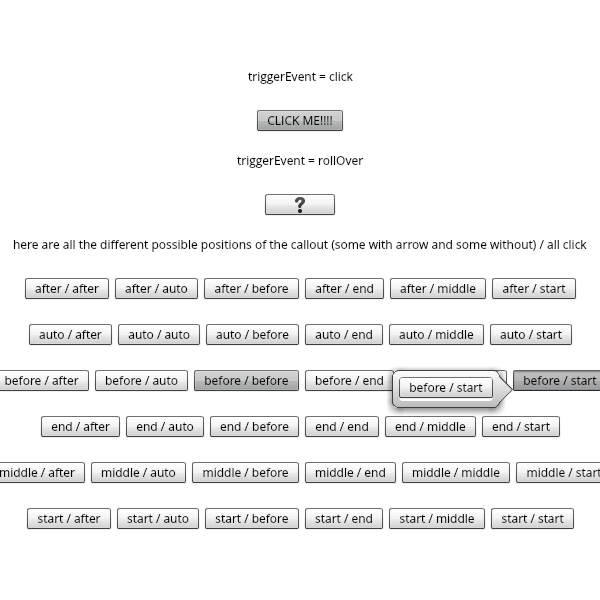 triggerEvent = click
CLICK ME!!!!
triggerEvent = rollOver
?
here are all the different possible positions of the callout (some with arrow and some without) / all click
after / after after / auto after / before after / end after / middle after / start
auto / after auto / auto auto / before auto / end auto / middle auto / start
before / after before / auto before / before before / end before / start before / start
end / after end / auto end / before end / end end / middle end / start
middle / after middle / auto middle / before middle / end middle / middle middle / start
start / after start / auto start / before start / end start / middle start / start